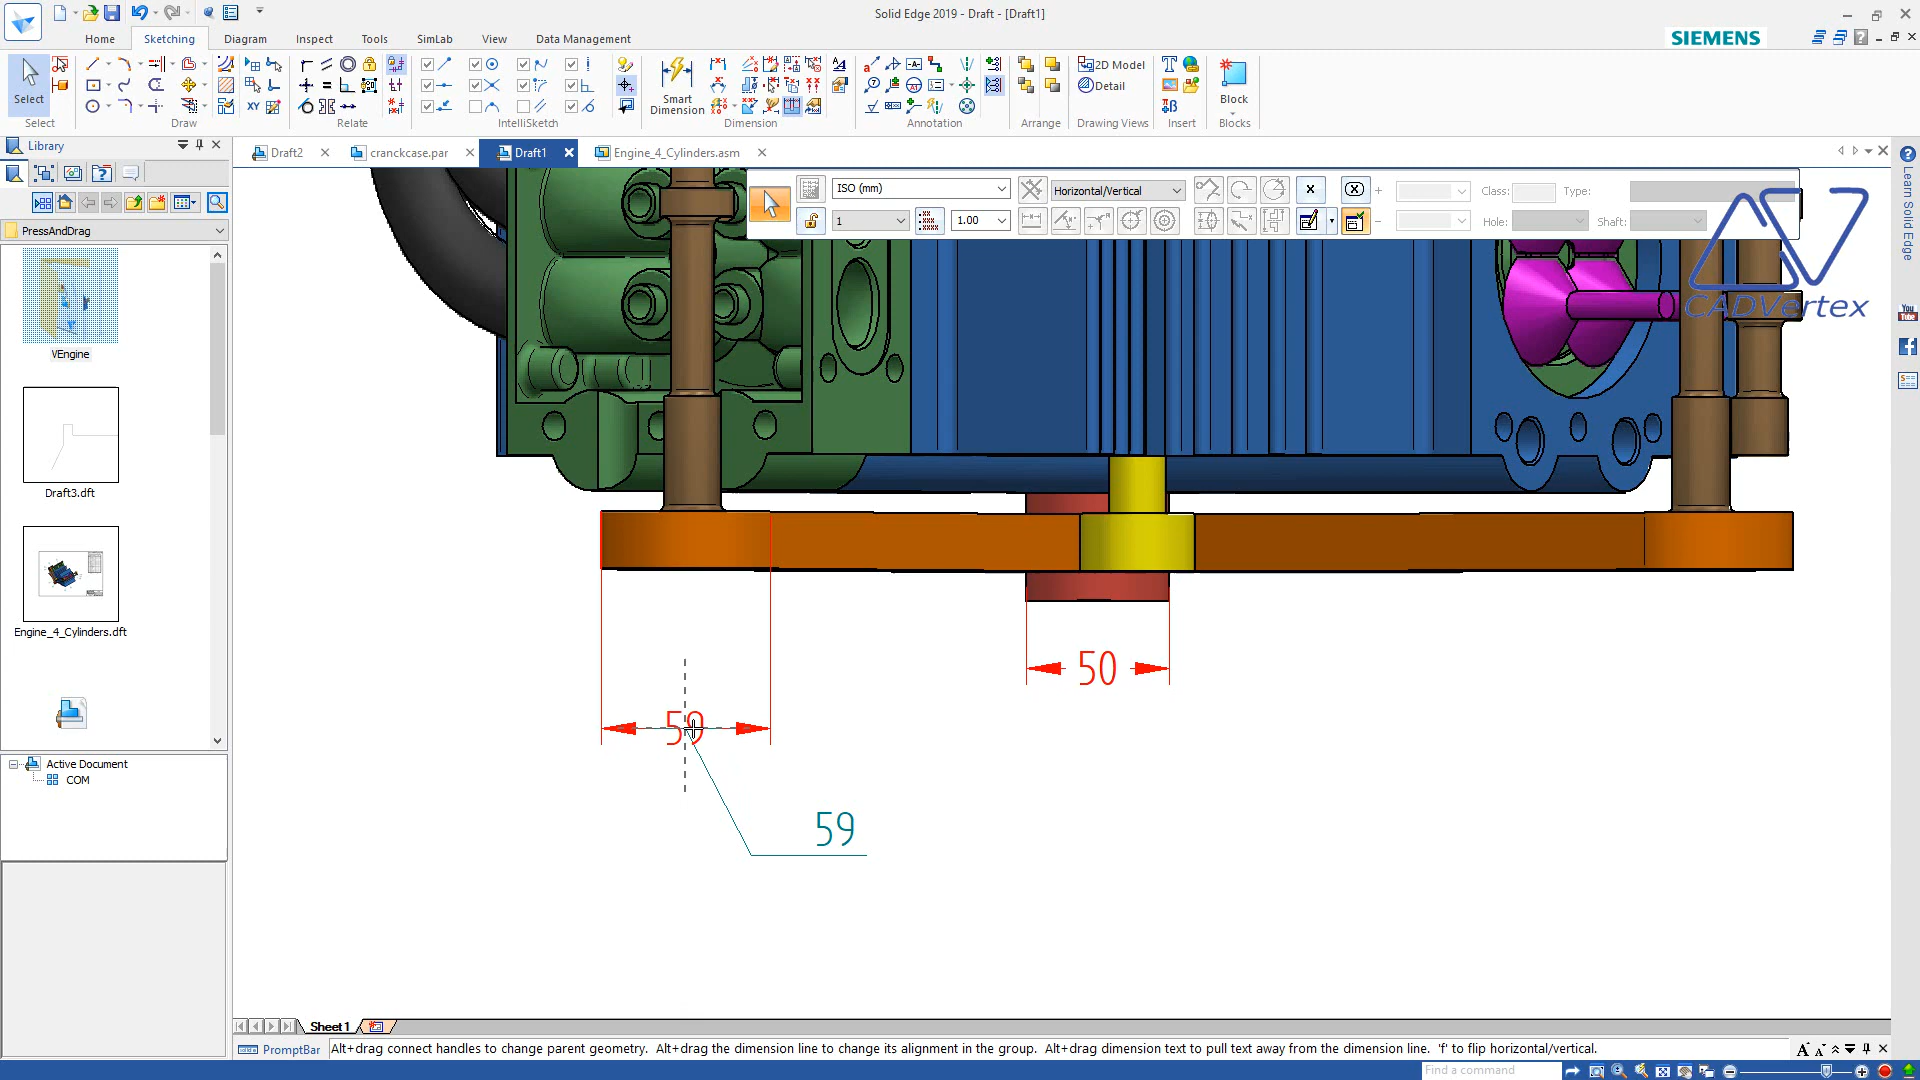 Solid Edge 2019 - Draft - [Draft1]
Home Sketching Diagram Inspect Tools SimLab View Data Management
SIEMENS
Select
Smart Dimension
2D Model
Detail
Block
XY
Select Draw Relate IntelliSketch Dimension Annotation Arrange Drawing Views Insert Blocks
Library
Draft2 cranckcase.par Draft1 Engine_4_Cylinders.asm
ISO (mm)
Horizontal/Vertical
Class: Type:
1
1.00
Hole: Shaft:
PressAndDrag
VEngine
Draft3.dft
Engine_4_Cylinders.dft
Active Document
COM
Learn Solid Edge
You Tube
CADVertex
50
59
59
Sheet1
PromptBar
Alt+drag connect handles to change parent geometry. Alt+drag the dimension line to change its alignment in the group. Alt+drag dimension text to pull text away from the dimension line. 'f' to flip horizontal/vertical.
Find a command